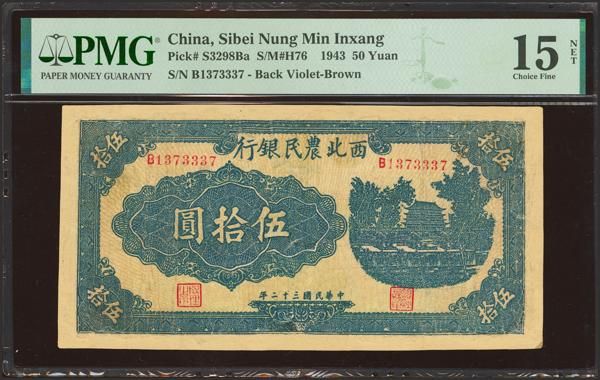 PMG
PAPER MONEY GUARANTY
China, Sibei Nung Min Inxang
Pick# S3298Ba S/M#H76 1943 50 Yuan
S/N B1373337 - Back Violet-Brown
15
Choice Fine
NET
伍拾
伍拾
行銀民農北西
B1373337
B1373337
圓拾伍
年二十三國民華中
伍拾
伍拾